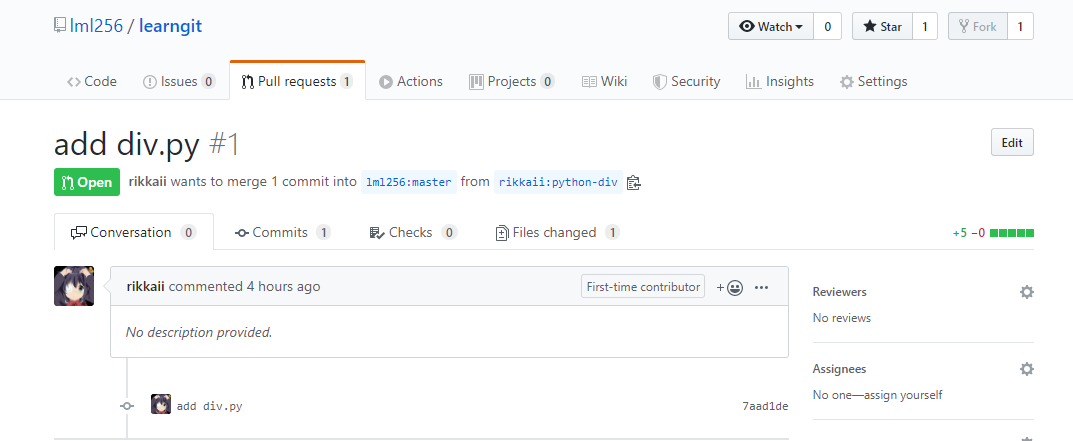 lml256 / learngit
Watch 0 Star 1 Fork 1
Code Issues 0 Pull requests 1 Actions Projects 0 Wiki Security Insights Settings
add div.py #1
Edit
Open rikkaii wants to merge 1 commit into lml256:master from rikkaii:python-div
Conversation 0 Commits 1 Checks 0 Files changed 1 +5 −0
rikkaii commented 4 hours ago First-time contributor
No description provided.
add div.py 7aad1de
Reviewers
No reviews
Assignees
No one—assign yourself